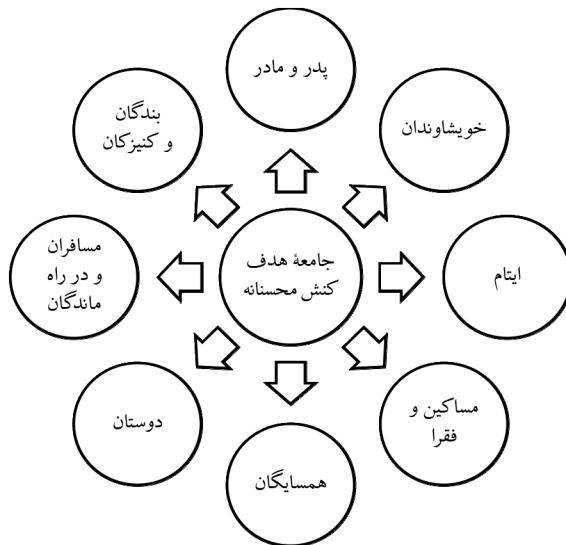 پدر و مادر
خویشاوندان
ایتام
مساکین و
فقرا
همسایگان
دوستان
مسافران
و در راه
ماندگان
بندگان
و کنیزکان
جامعهٔ هدف
کنش محسنانه